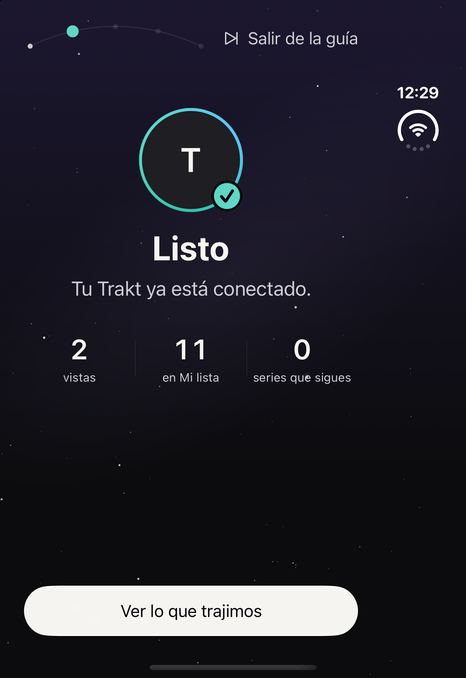 Salir de la guía
12:29
T
Listo
Tu Trakt ya está conectado.
2 11 0
vistas en Mi lista series que sigues
Ver lo que trajimos